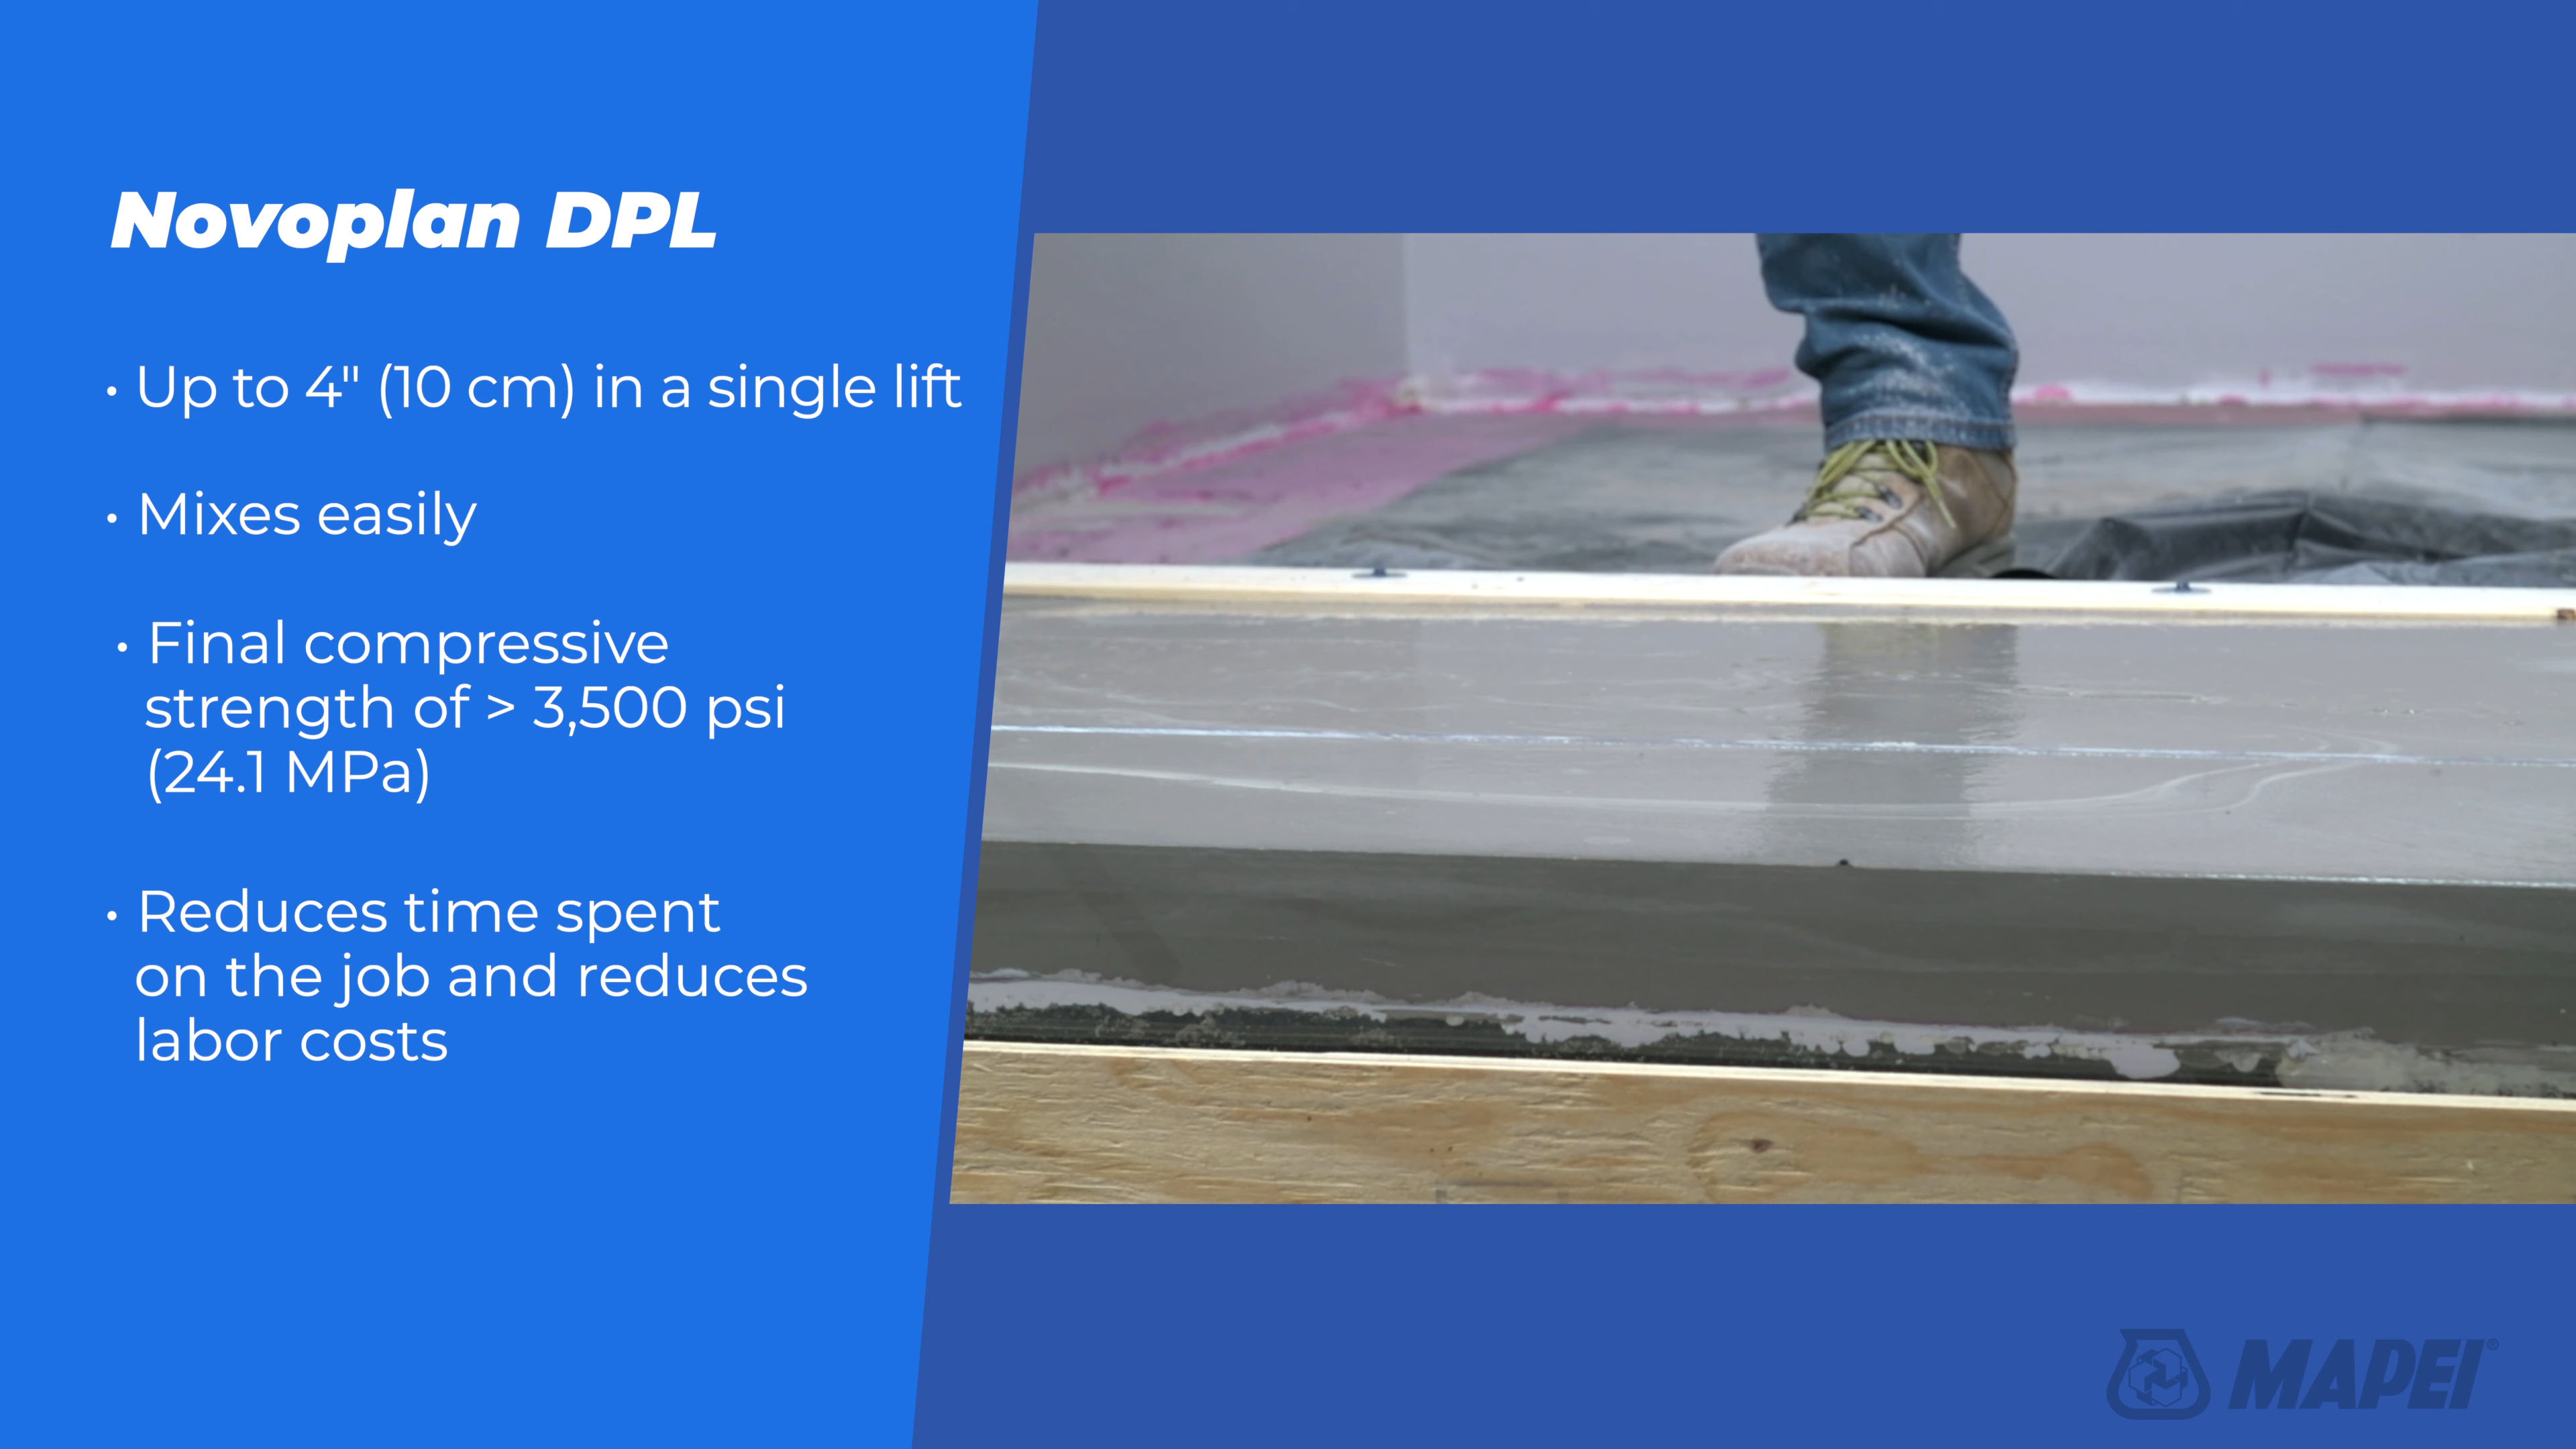 Novoplan DPL
• Up to 4" (10 cm) in a single lift
• Mixes easily
• Final compressive
strength of > 3,500 psi
(24.1 MPa)
• Reduces time spent
on the job and reduces
labor costs
MAPEI®